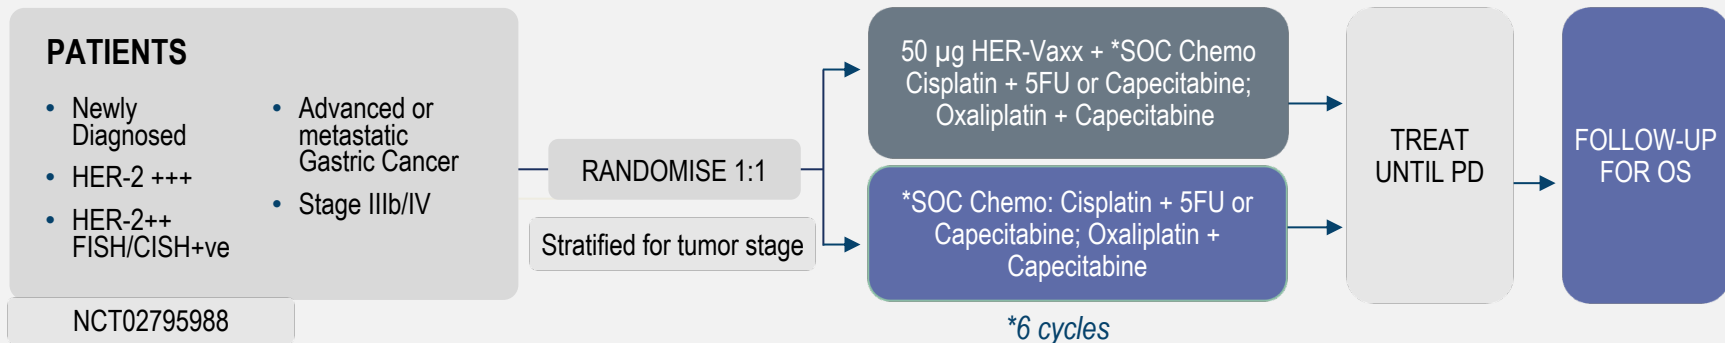 PATIENTS
• Newly
Diagnosed
• HER-2 +++
• HER-2++
FISH/CISH+ve
• Advanced or
metastatic
Gastric Cancer
• Stage IIIb/IV
NCT02795988
RANDOMISE 1:1
Stratified for tumor stage
50 µg HER-Vaxx + *SOC Chemo
Cisplatin + 5FU or Capecitabine;
Oxaliplatin + Capecitabine
*SOC Chemo: Cisplatin + 5FU or
Capecitabine; Oxaliplatin +
Capecitabine
*6 cycles
TREAT
UNTIL PD
FOLLOW-UP
FOR OS